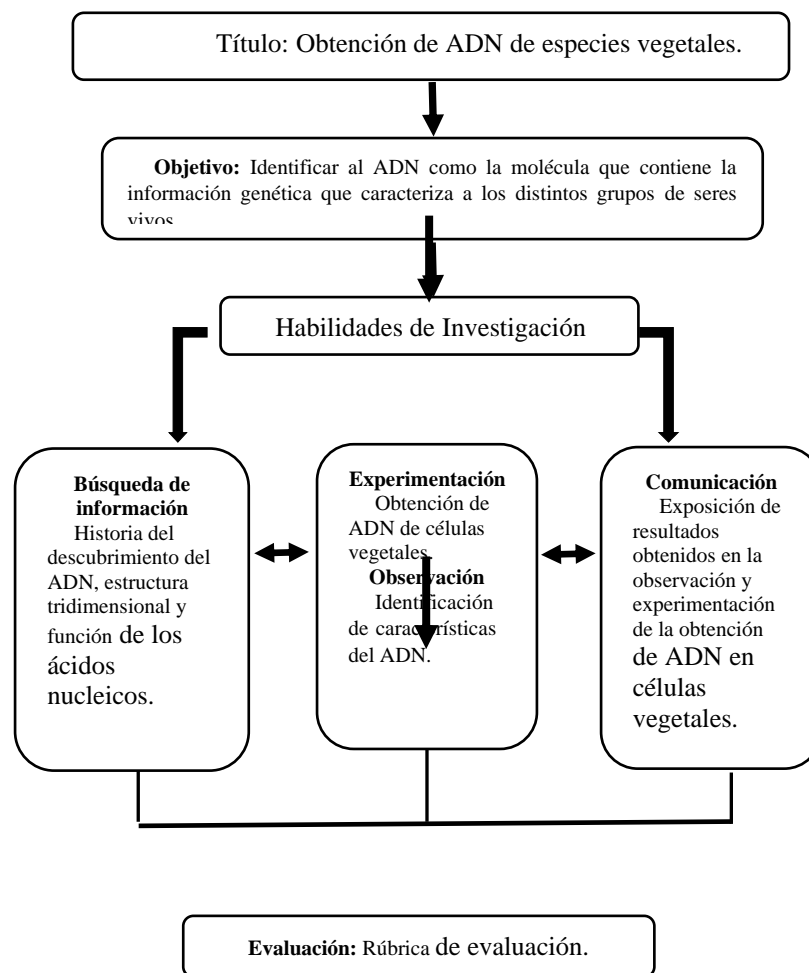 Título: Obtención de ADN de especies vegetales.
Objetivo: Identificar al ADN como la molécula que contiene la
información genética que caracteriza a los distintos grupos de seres
vivos
Habilidades de Investigación
Búsqueda de
información
Historia del
descubrimiento del
ADN, estructura
tridimensional y
función de los
ácidos
nucleicos.
Experimentación
Obtención de
ADN de células
vegetales.
Observación
Identificación
de características
del ADN.
Comunicación
Exposición de
resultados
obtenidos en la
observación y
experimentación
de la obtención
de ADN en
células
vegetales.
Evaluación: Rúbrica de evaluación.